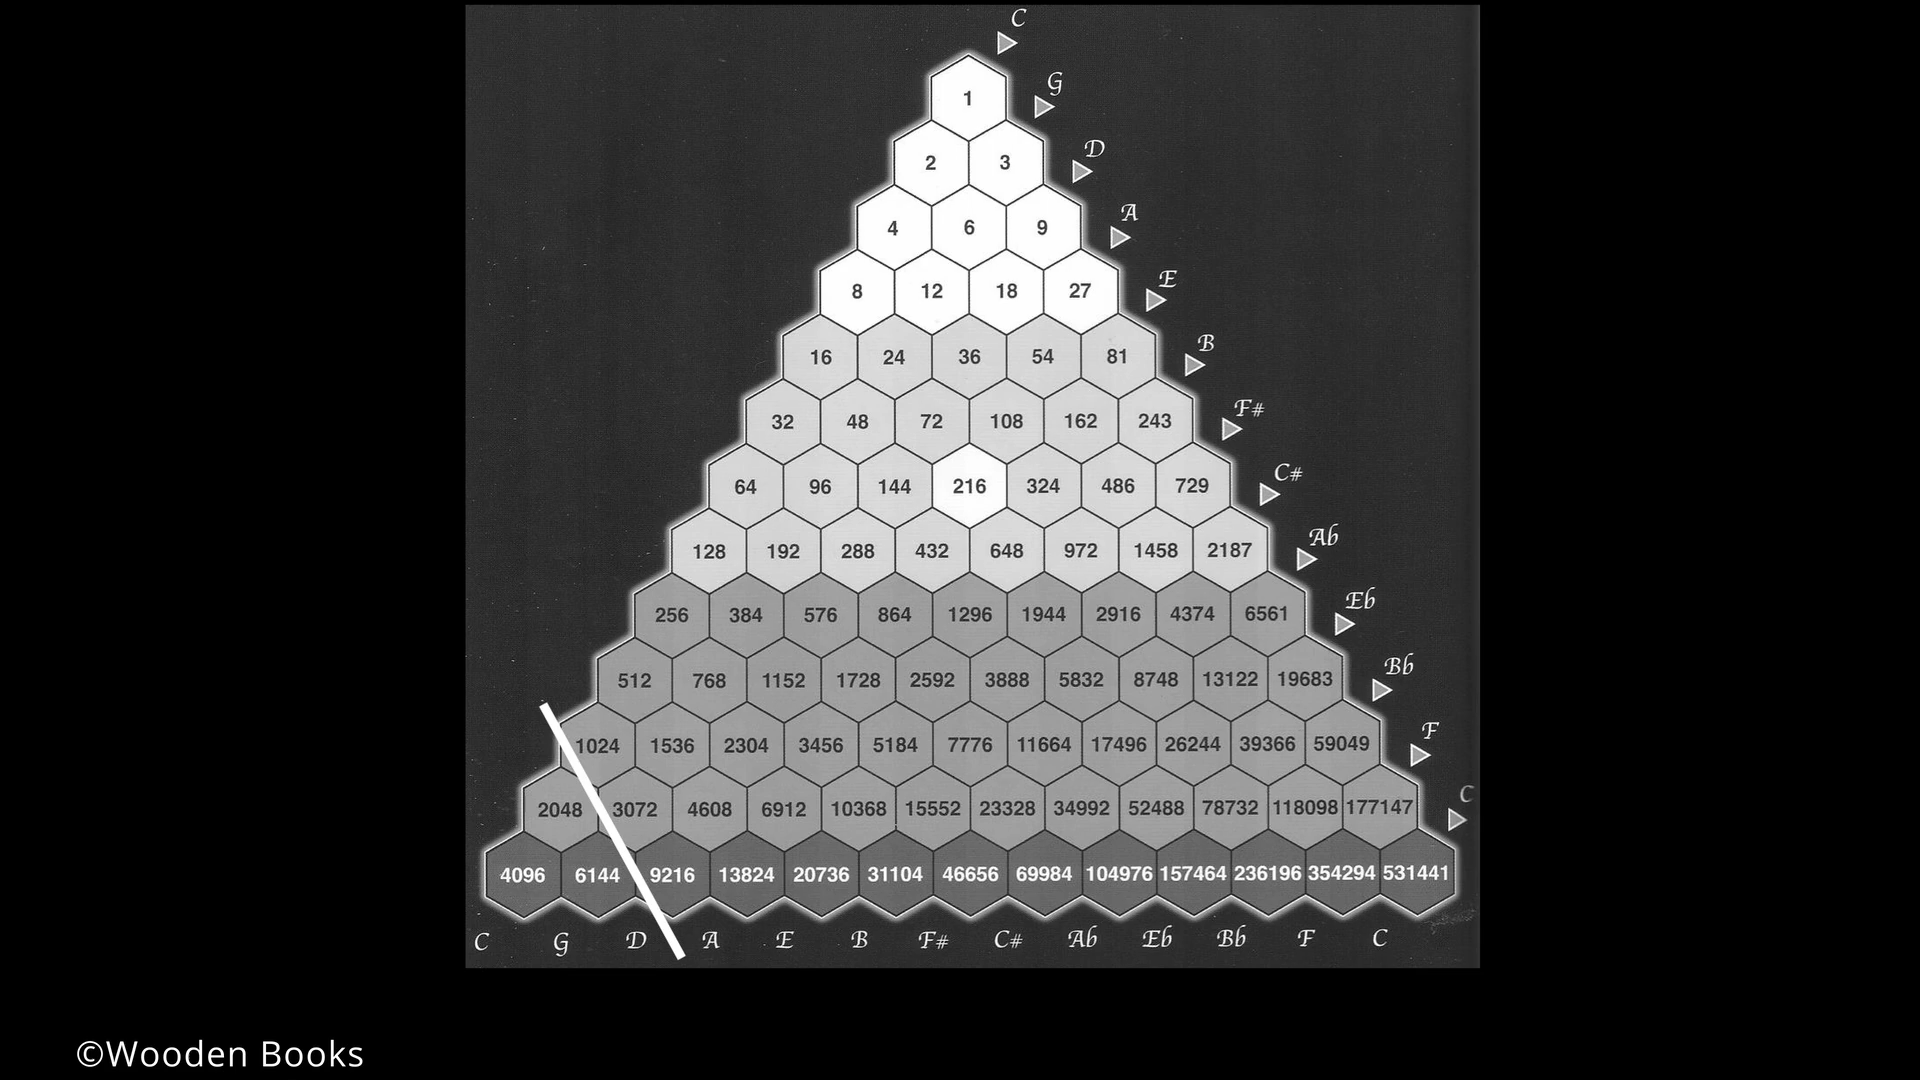 C
1
G
2 3
D
4 6 9
A
8 12 18 27
E
16 24 36 54 81
B
32 48 72 108 162 243
F#
64 96 144 216 324 486 729
C#
128 192 288 432 648 972 1458 2187
Ab
256 384 576 864 1296 1944 2916 4374 6561
Eb
512 768 1152 1728 2592 3888 5832 8748 13122 19683
Bb
1024 1536 2304 3456 5184 7776 11664 17496 26244 39366 59049
F
2048 3072 4608 6912 10368 15552 23328 34992 52488 78732 118098 177147
C
4096 6144 9216 13824 20736 31104 46656 69984 104976 157464 236196 354294 531441
C G D A E B F# C# Ab Eb Bb F C
©Wooden Books